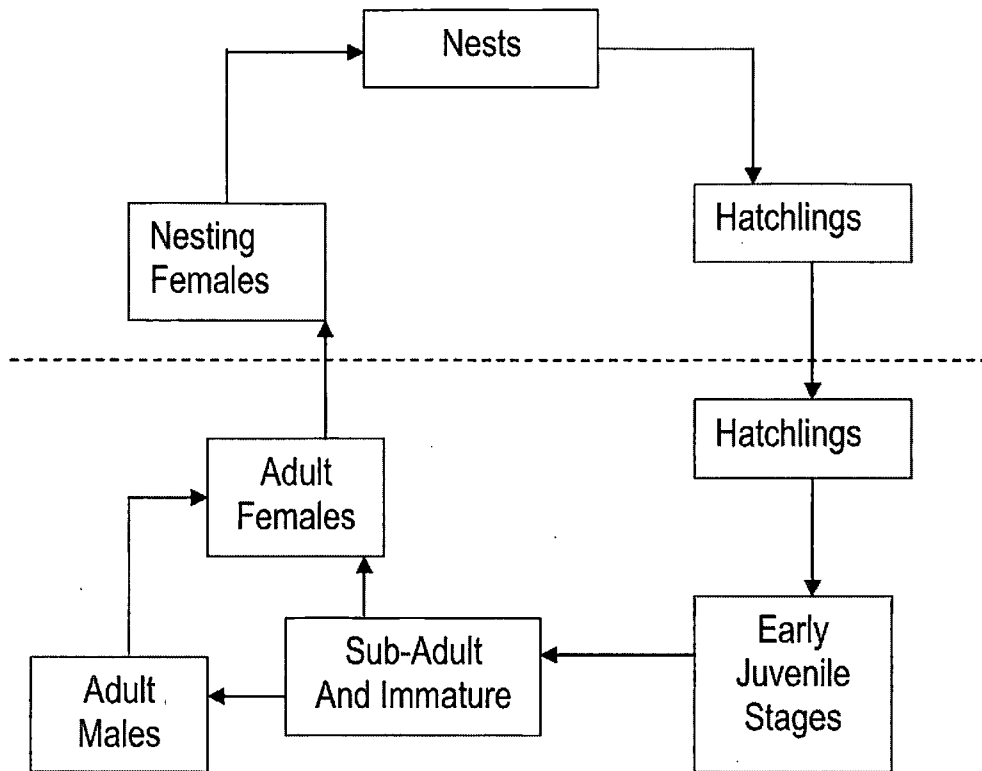 Nests
Hatchlings
Nesting
Females
Hatchlings
Adult
Females
Early
Juvenile
Stages
Sub-Adult
And Immature
Adult
Males